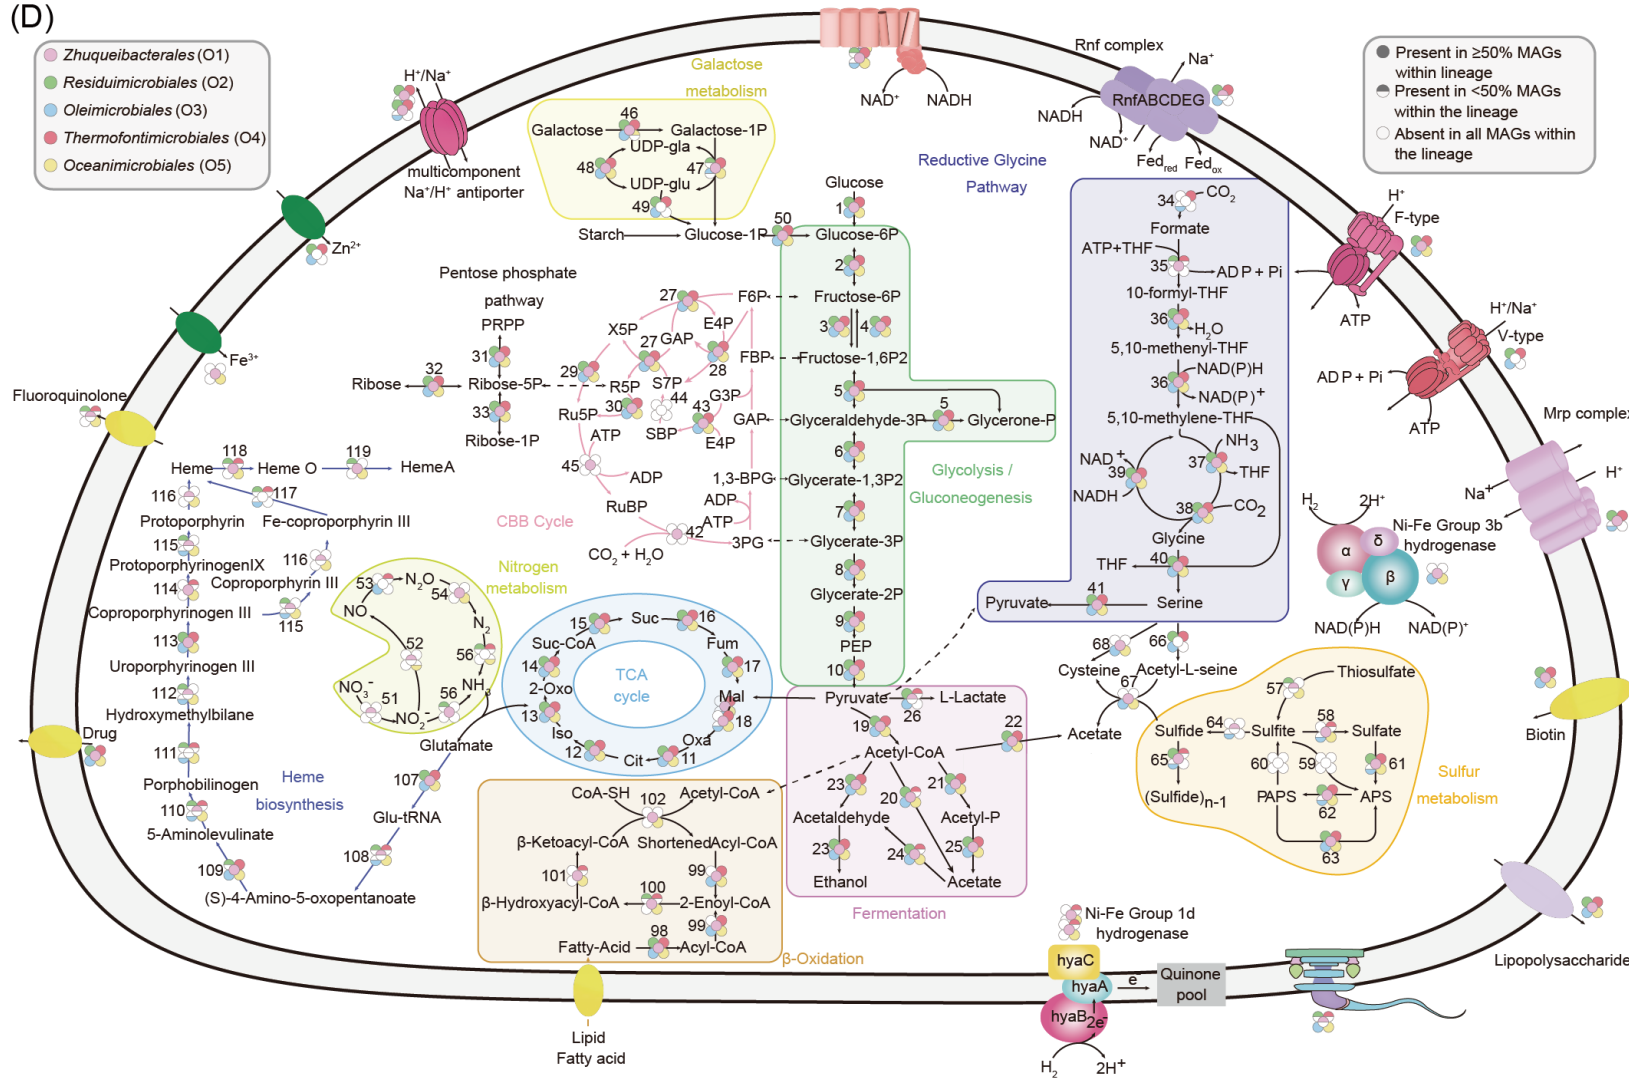 (D)
Zhuqueibacterales (O1)
Residuimicrobiales (O2)
Oleimicrobiales (O3)
Thermofontimicrobiales (O4)
Oceanimicrobiales (O5)
Present in ≥50% MAGs
within lineage
Present in <50% MAGs
within the lineage
Absent in all MAGs within
the lineage
H⁺/Na⁺
multicomponent
Na⁺/H⁺ antiporter
Zn²⁺
Fe³⁺
Fluoroquinolone
Drug
NAD⁺
NADH
Rnf complex
Na⁺
RnfABCDEG
NADH
NAD⁺
Fed_red
Fed_ox
H⁺
F-type
ADP + Pi
ATP
H⁺/Na⁺
V-type
ADP + Pi
ATP
Mrp complex
H⁺
Na⁺
Galactose
metabolism
46
Galactose
Galactose-1P
UDP-gla
48
47
UDP-glu
49
Starch
Glucose-1P
50
Glucose
1
Glucose-6P
2
Fructose-6P
3
4
Fructose-1,6P2
5
Glyceraldehyde-3P
5
Glycerone-P
6
Glycerate-1,3P2
7
Glycerate-3P
8
Glycerate-2P
9
PEP
10
Pyruvate
Glycolysis /
Gluconeogenesis
Pentose phosphate
pathway
PRPP
31
Ribose
32
Ribose-5P
33
Ribose-1P
27
F6P
X5P
E4P
27
GAP
FBP
28
29
R5P
S7P
G3P
44
43
GAP
Ru5P
30
SBP
E4P
ATP
45
ADP
1,3-BPG
RuBP
ADP
ATP
CBB Cycle
42
3PG
CO₂ + H₂O
Reductive Glycine
Pathway
34
CO₂
Formate
ATP+THF
35
10-formyl-THF
36
H₂O
5,10-methenyl-THF
36
NAD(P)H
NAD(P)⁺
5,10-methylene-THF
NAD⁺
39
NADH
37
NH₃
THF
38
CO₂
Glycine
THF
40
Pyruvate
41
Serine
H₂
2H⁺
Ni-Fe Group 3b
hydrogenase
α
δ
γ
β
NAD(P)H
NAD(P)⁺
118
119
Heme
Heme O
HemeA
116
117
Protoporphyrin
Fe-coproporphyrin III
115
116
ProtoporphyrinogenIX
114
Coproporphyrin III
Coproporphyrinogen III
115
113
Uroporphyrinogen III
112
Hydroxymethylbilane
111
Porphobilinogen
110
5-Aminolevulinate
109
(S)-4-Amino-5-oxopentanoate
108
Glu-tRNA
107
Glutamate
Heme
biosynthesis
Nitrogen
metabolism
53
N₂O
54
NO
N₂
52
56
NO₃⁻
51
NO₂⁻
56
NH₃
15
Suc
16
Suc-CoA
Fum
14
17
2-Oxo
TCA
cycle
Mal
13
18
Iso
Oxa
12
Cit
11
26
L-Lactate
19
22
Acetyl-CoA
Acetate
23
20
21
Acetaldehyde
Acetyl-P
23
24
25
Ethanol
Acetate
Fermentation
68
66
Cysteine
Acetyl-L-seine
67
Thiosulfate
57
Sulfide
64
Sulfite
58
Sulfate
65
60
59
61
(Sulfide)n-1
PAPS
62
APS
63
Sulfur
metabolism
Biotin
CoA-SH
102
Acetyl-CoA
β-Ketoacyl-CoA
ShortenedAcyl-CoA
101
99
100
β-Hydroxyacyl-CoA
2-Enoyl-CoA
99
Fatty-Acid
98
Acyl-CoA
β-Oxidation
Lipid
Fatty acid
Ni-Fe Group 1d
hydrogenase
hyaC
hyaA
e⁻
Quinone
pool
hyaB
2e⁻
H₂
2H⁺
Lipopolysaccharide